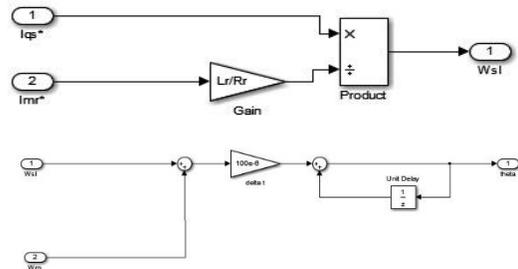 1
Iqs*
2
Imr*
Lr/Rr
Gain
×
÷
Product
1
Wsl
1
Wsl
2
Wm
++
100e-6
delta t
++
Unit Delay
1
z
1
theta